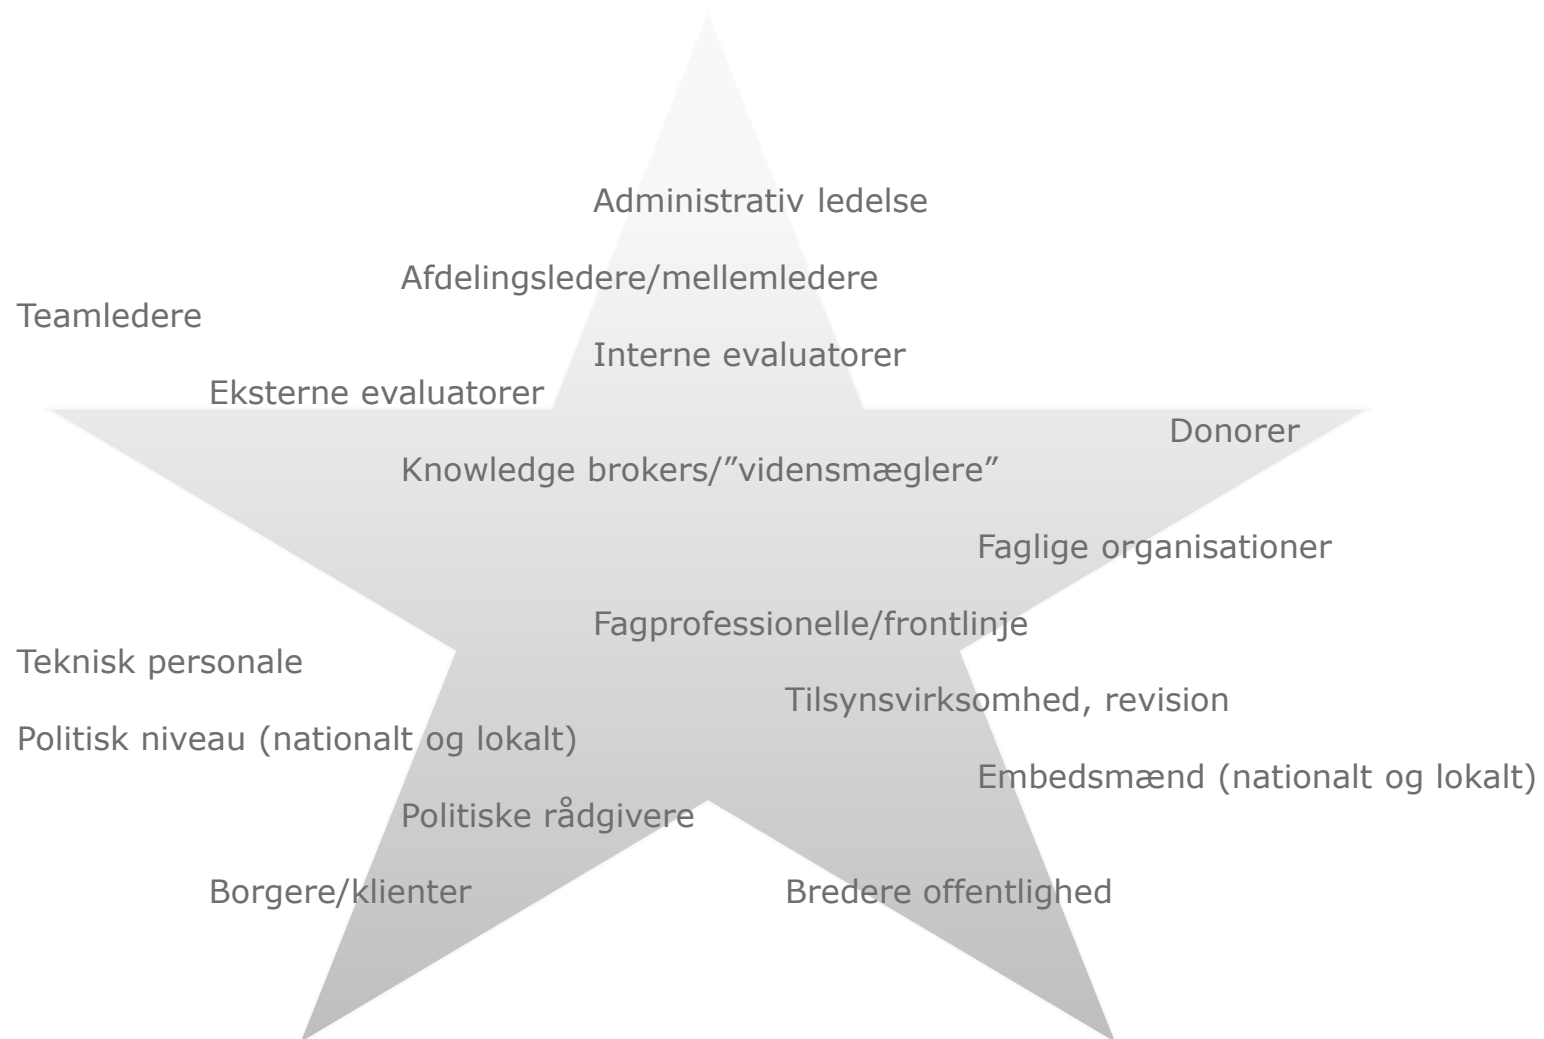 Administrativ ledelse
Afdelingsledere/mellemledere
Teamledere
Interne evaluatorer
Eksterne evaluatorer
Donorer
Knowledge brokers/”vidensmæglere”
Faglige organisationer
Fagprofessionelle/frontlinje
Teknisk personale
Tilsynsvirksomhed, revision
Politisk niveau (nationalt og lokalt)
Embedsmænd (nationalt og lokalt)
Politiske rådgivere
Borgere/klienter
Bredere offentlighed